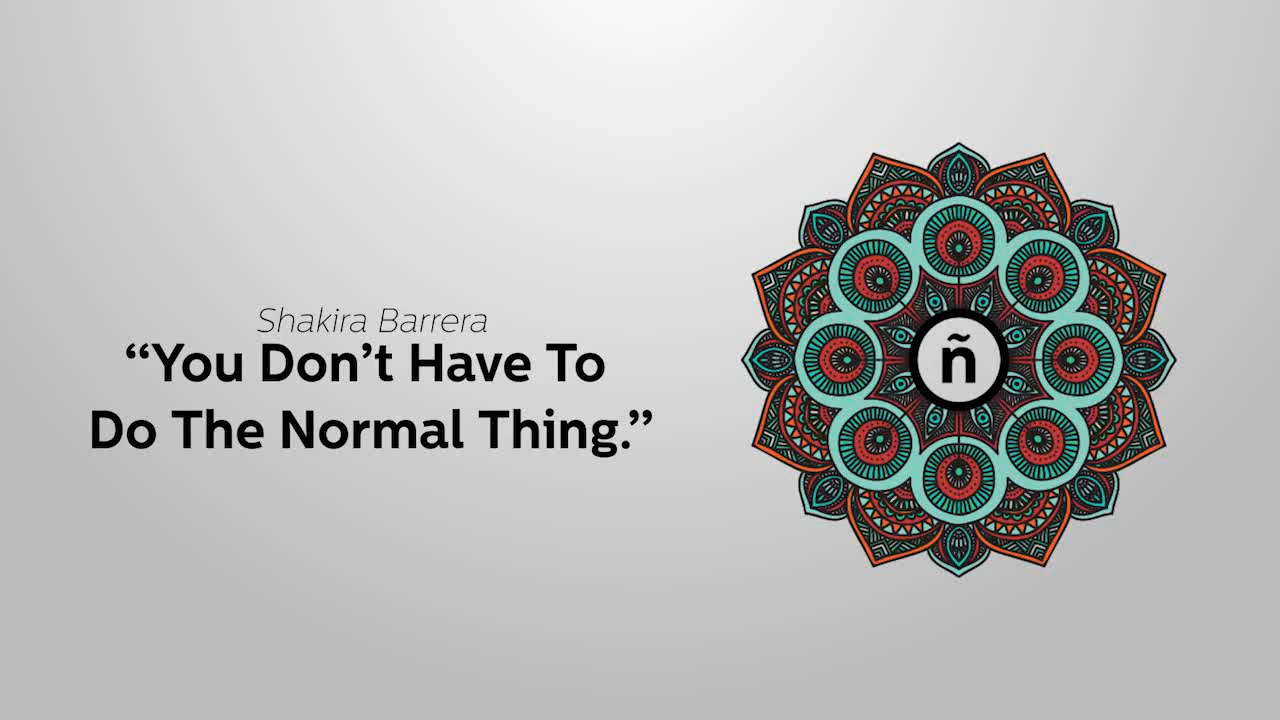 Shakira Barrera
“You Don’t Have To
Do The Normal Thing.”
ñ